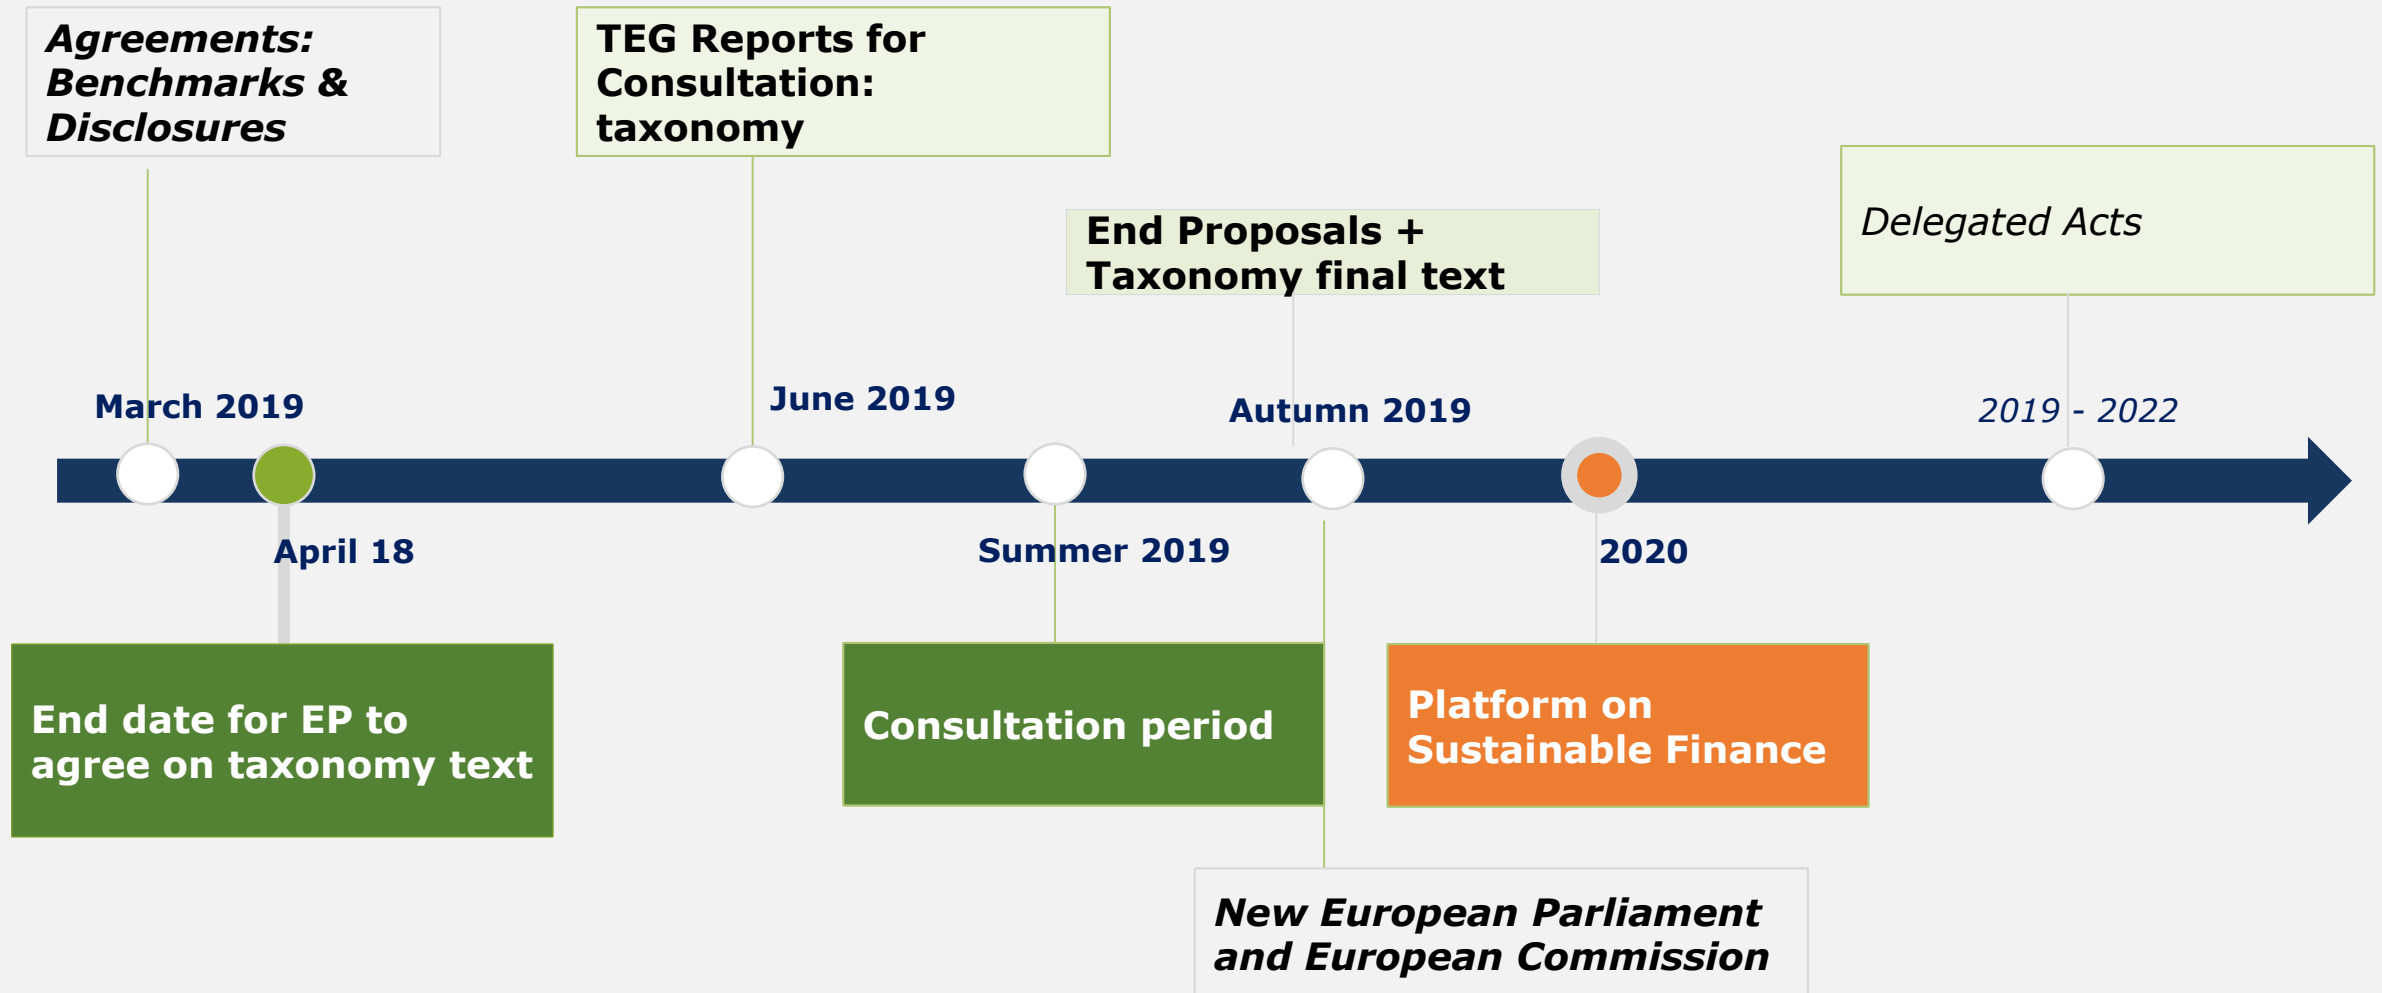 Agreements:
Benchmarks &
Disclosures
TEG Reports for
Consultation:
taxonomy
End Proposals +
Taxonomy final text
Delegated Acts
March 2019
June 2019
Autumn 2019
2019 - 2022
April 18
Summer 2019
2020
End date for EP to
agree on taxonomy text
Consultation period
Platform on
Sustainable Finance
New European Parliament
and European Commission